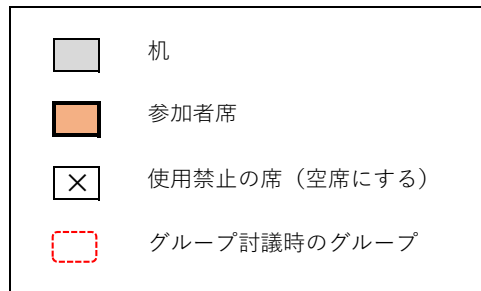 机
参加者席
使用禁止の席（空席にする）
グループ討議時のグループ